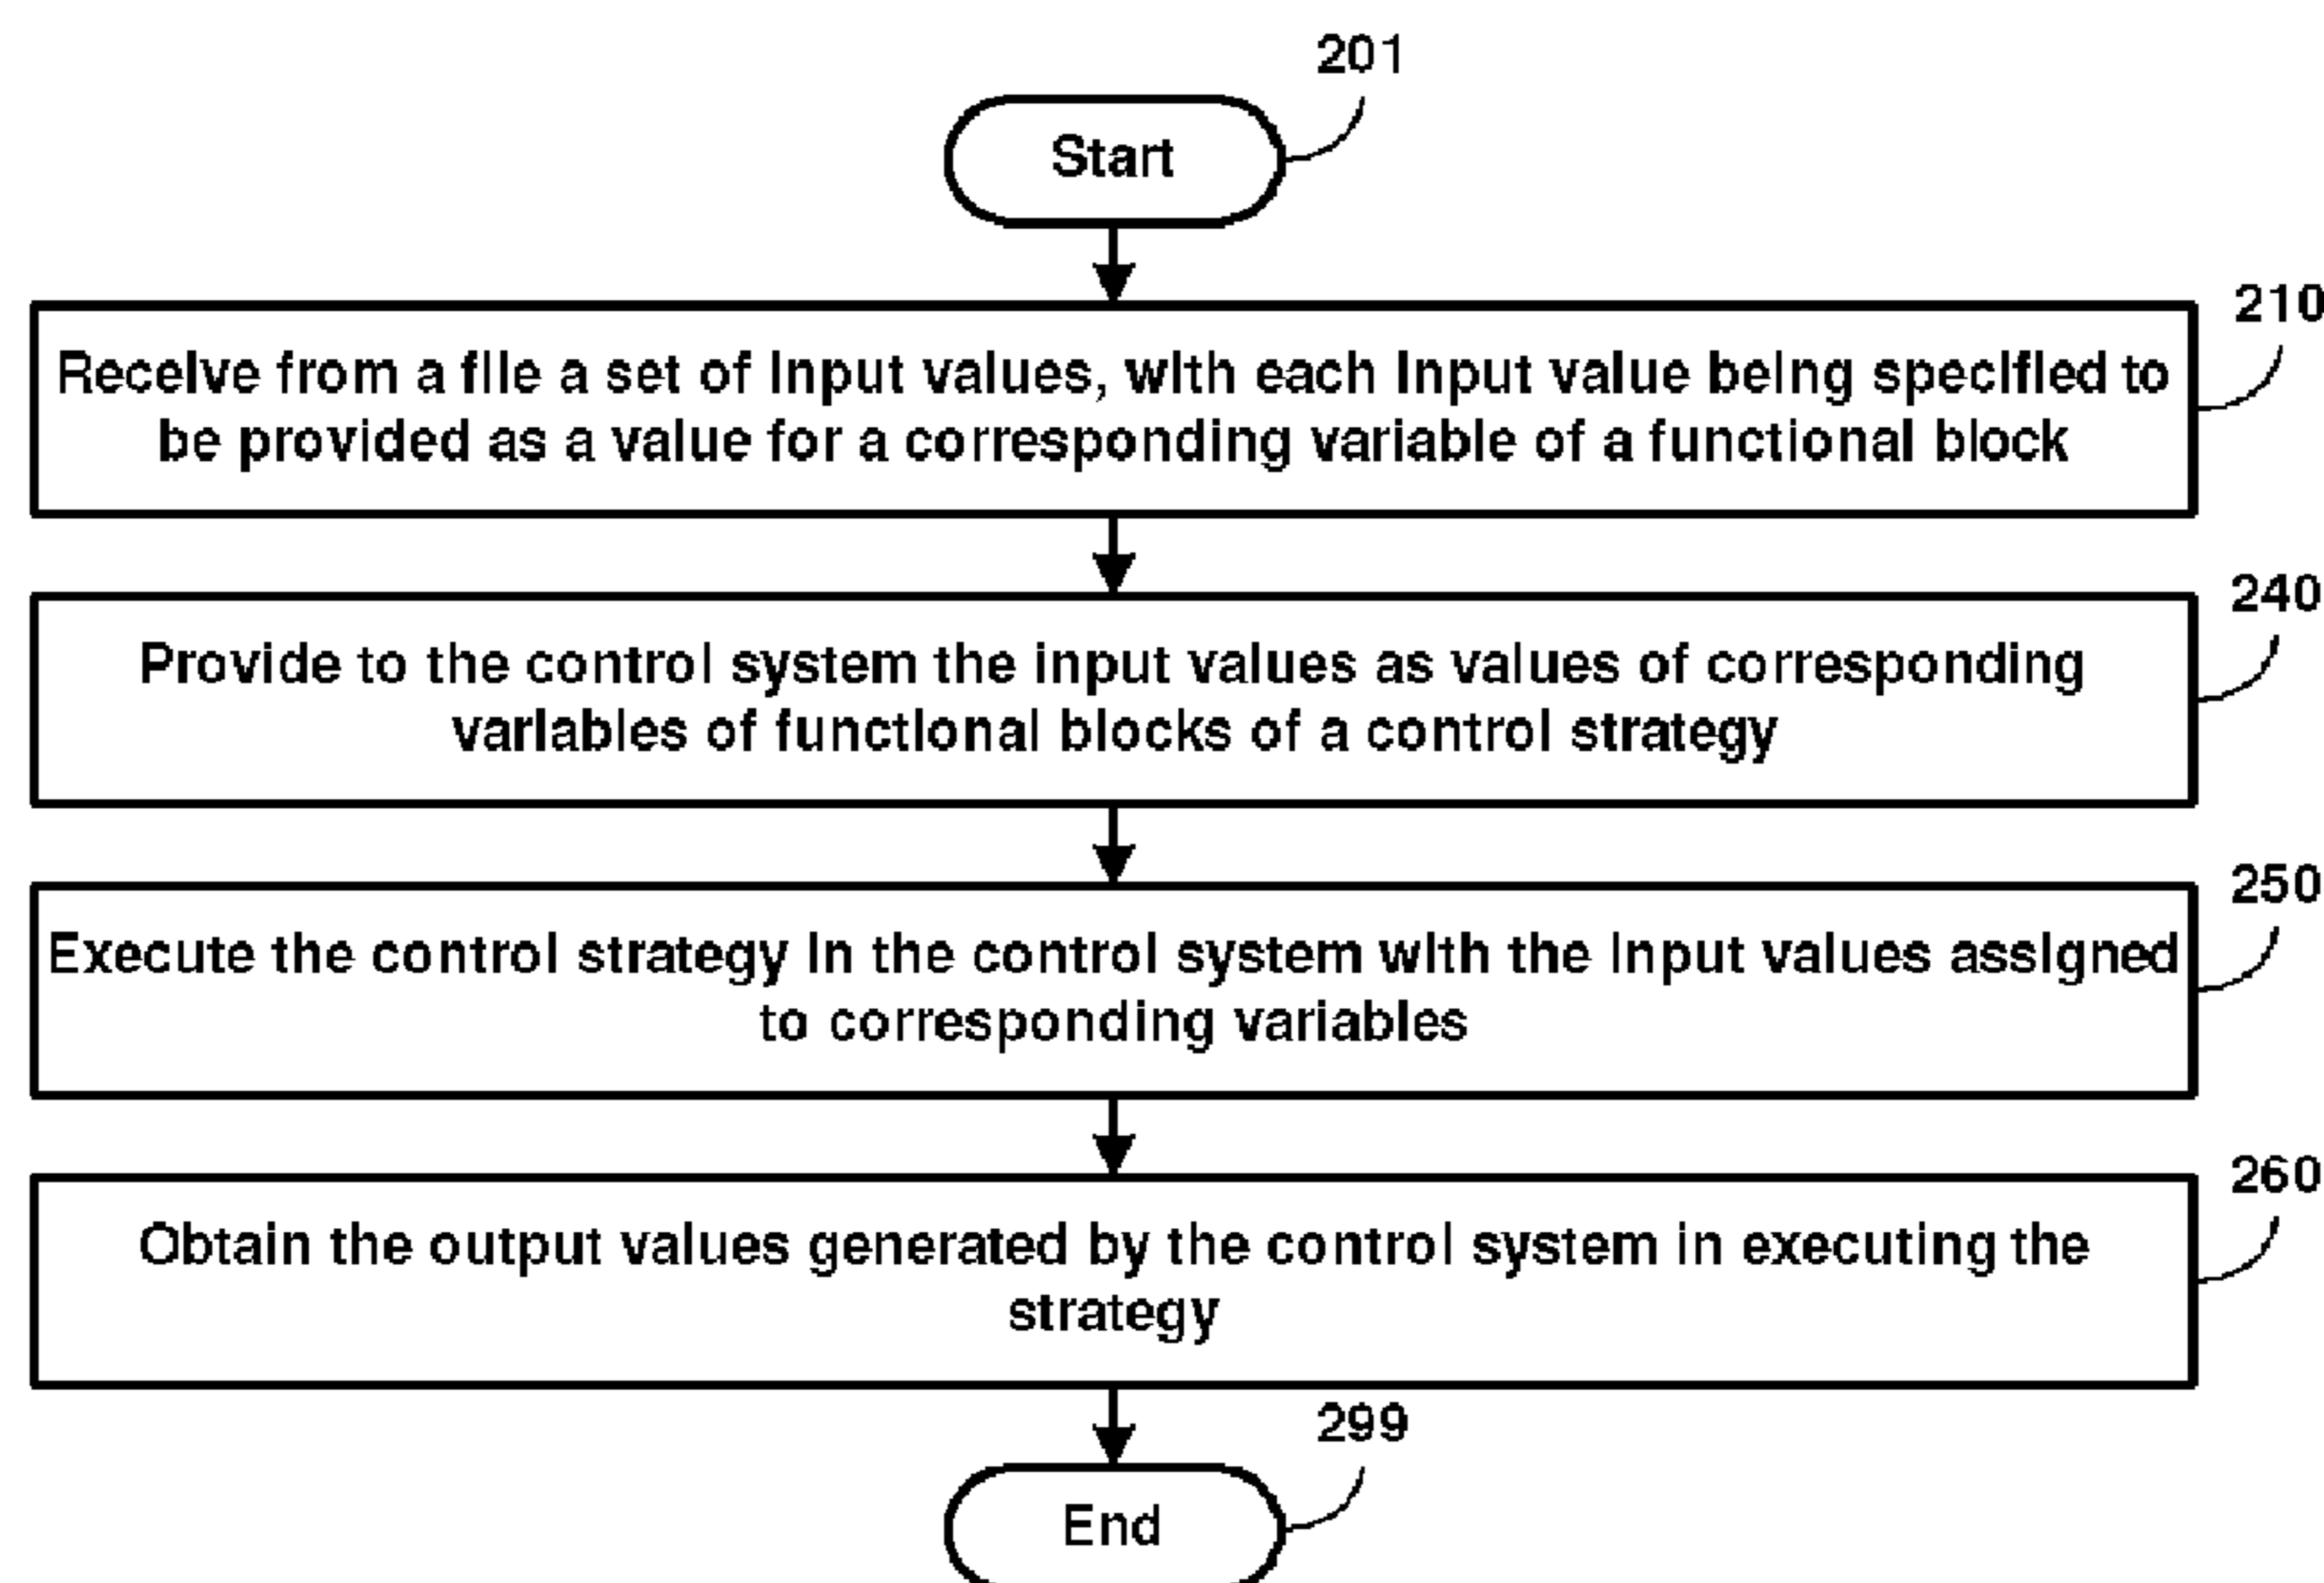 201
Start
210
Receive from a file a set of Input values, with each Input value being specified to
be provided as a value for a corresponding variable of a functional block
240
Provide to the control system the input values as values of corresponding
variables of functional blocks of a control strategy
250
Execute the control strategy In the control system with the Input values assigned
to corresponding variables
260
Obtain the output values generated by the control system in executing the
strategy
299
End